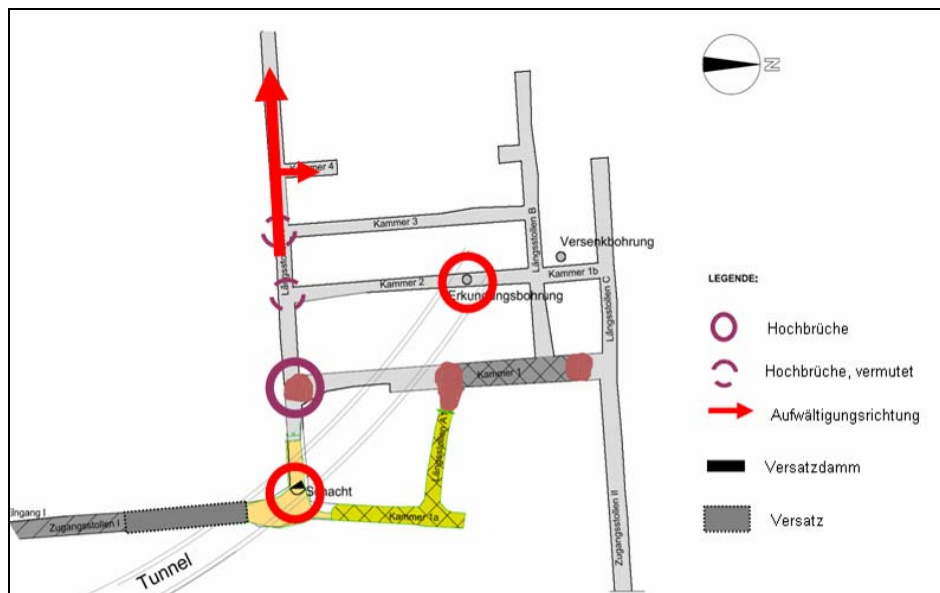 N
Kammer 4
Kammer 3
Längsstollen B
Versenkbohrung
Kammer 1b
Kammer 2
Erkundungsbohrung
Längsstollen C
Kammer 1
Schacht
Kammer 1a
Zugangsstollen I
Zugangsstollen II
Tunnel
LEGENDE:
Hochbrüche
Hochbrüche, vermutet
Aufwältigungsrichtung
Versatzdamm
Versatz